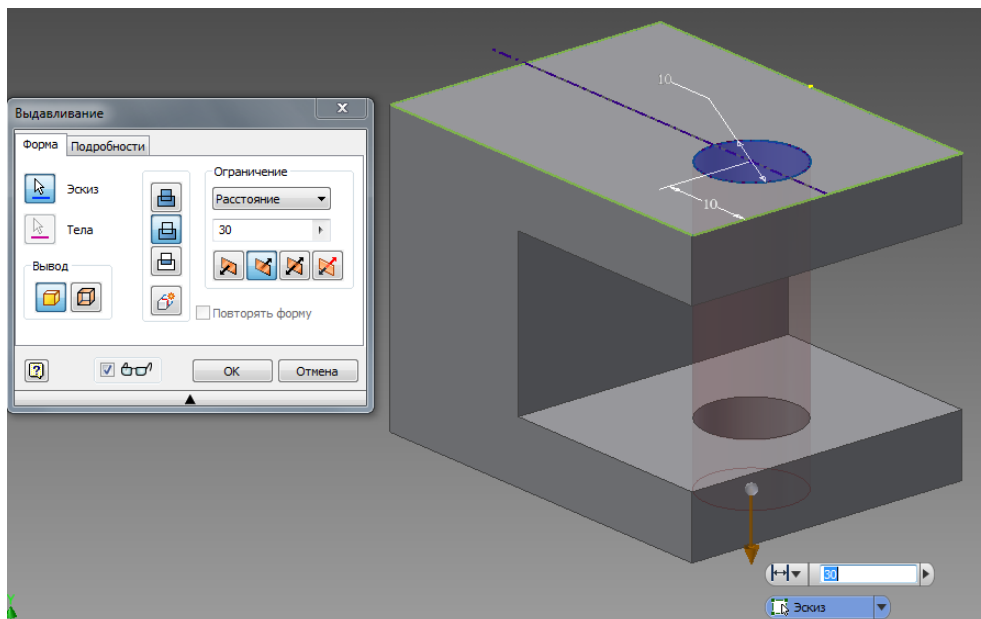 Выдавливание
X
Форма
Подробности
Эскиз
Тела
Вывод
Ограничение
Расстояние
30
Повторять форму
?
OK
Отмена
10
10
30
Эскиз